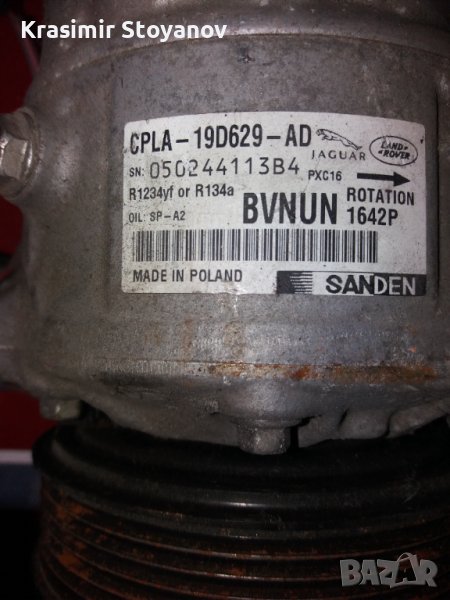 Krasimir Stoyanov
CPLA-19D629-AD
JAGUAR
LAND ROVER
SN: 050244113B4 PXC16
R1234yf or R134a
BVNUN
ROTATION
OIL: SP-A2
1642P
MADE IN POLAND
SANDEN
BAZAR